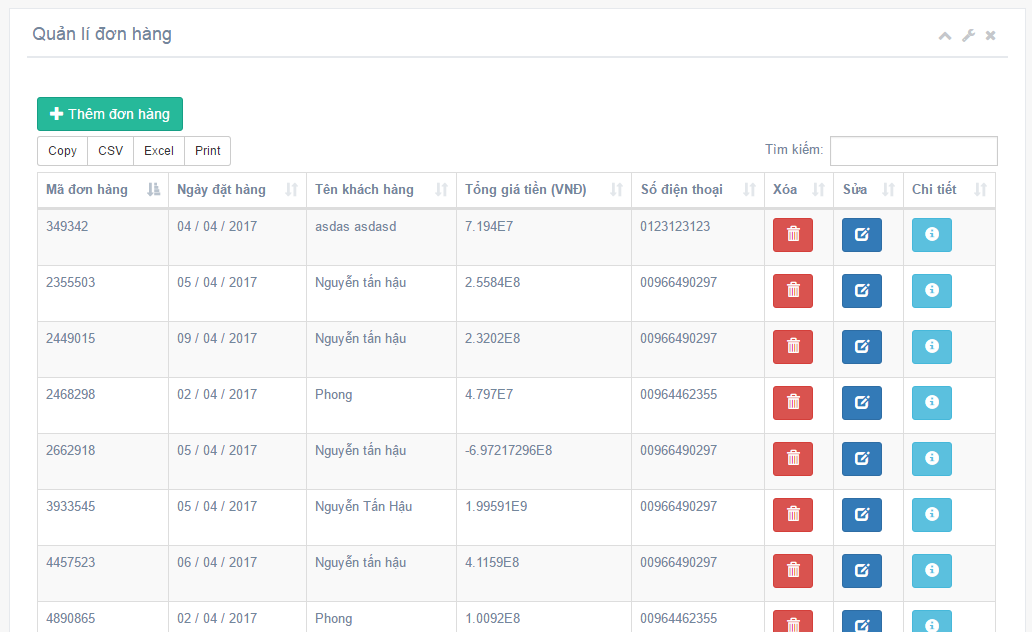 Quản lí đơn hàng
Thêm đơn hàng
Copy CSV Excel Print Tìm kiếm:
Mã đơn hàng Ngày đặt hàng Tên khách hàng Tổng giá tiền (VNĐ) Số điện thoại Xóa Sửa Chi tiết
349342 04 / 04 / 2017 asdas asdasd 7.194E7 0123123123
2355503 05 / 04 / 2017 Nguyễn tấn hậu 2.5584E8 00966490297
2449015 09 / 04 / 2017 Nguyễn tấn hậu 2.3202E8 00966490297
2468298 02 / 04 / 2017 Phong 4.797E7 00964462355
2662918 05 / 04 / 2017 Nguyễn tấn hậu -6.97217296E8 00966490297
3933545 05 / 04 / 2017 Nguyễn Tấn Hậu 1.99591E9 00966490297
4457523 06 / 04 / 2017 Nguyễn tấn hậu 4.1159E8 00966490297
4890865 02 / 04 / 2017 Phong 1.0092E8 00964462355